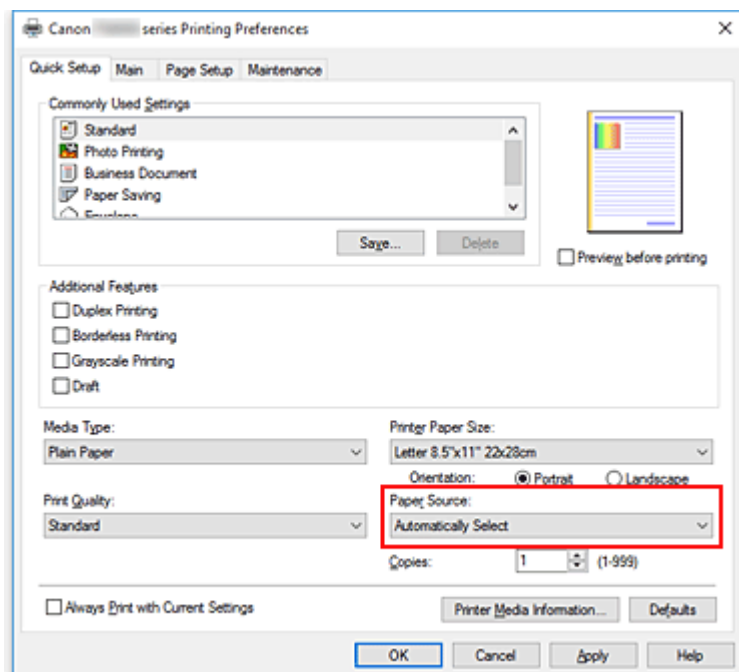 Canon series Printing Preferences
Quick Setup Main Page Setup Maintenance
Commonly Used Settings
Standard
Photo Printing
Business Document
Paper Saving
Envelope
Save... Delete
Preview before printing
Additional Features
Duplex Printing
Borderless Printing
Grayscale Printing
Draft
Media Type: Printer Paper Size:
Plain Paper Letter 8.5"x11" 22x28cm
Orientation: Portrait Landscape
Print Quality: Paper Source:
Standard Automatically Select
Copies: 1 (1-999)
Always Print with Current Settings Printer Media Information... Defaults
OK Cancel Apply Help